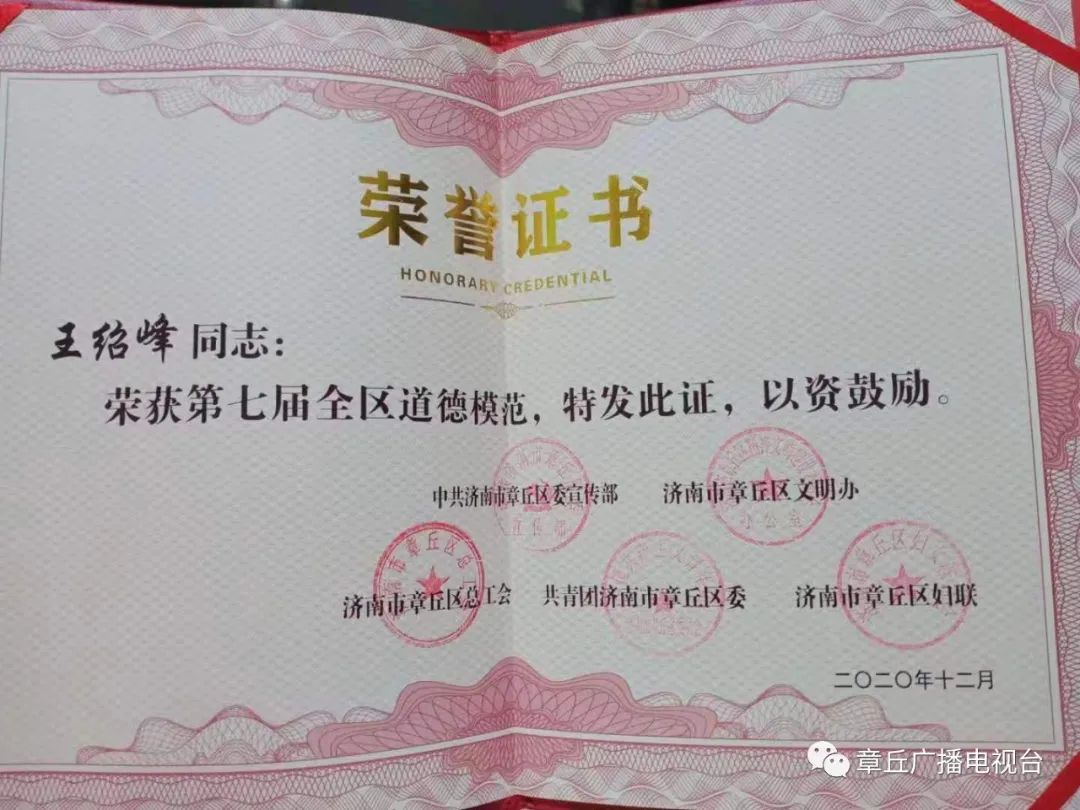 荣誉证书
HONORARY CREDENTIAL
王绍峰 同志：
荣获第七届全区道德模范，特发此证，以资鼓励。
中共济南市章丘区委宣传部 济南市章丘区文明办
济南市章丘区总工会 共青团济南市章丘区委 济南市章丘区妇联
二〇二〇年十二月
章丘广播电视台